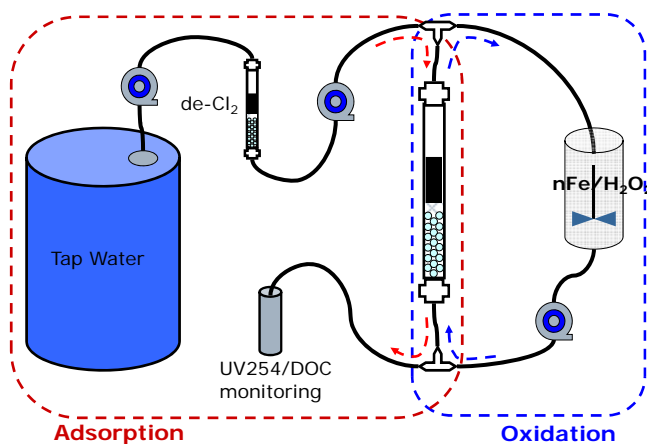 de-Cl₂
nFe/H₂O₂
Tap Water
UV254/DOC
monitoring
Adsorption
Oxidation